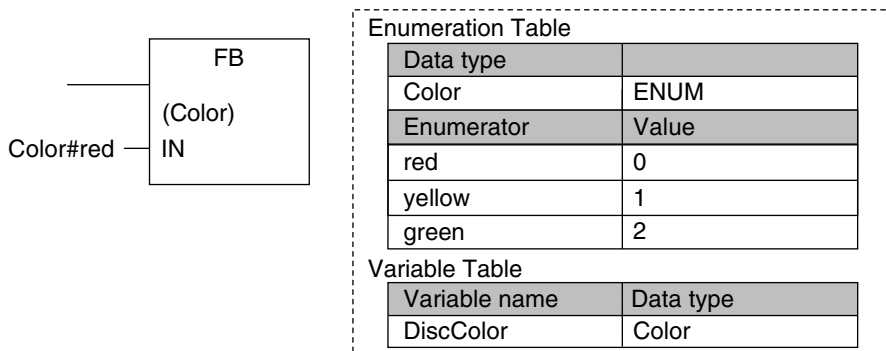 FB
(Color)
Color#red IN
Enumeration Table
Data type
Color ENUM
Enumerator Value
red 0
yellow 1
green 2
Variable Table
Variable name Data type
DiscColor Color